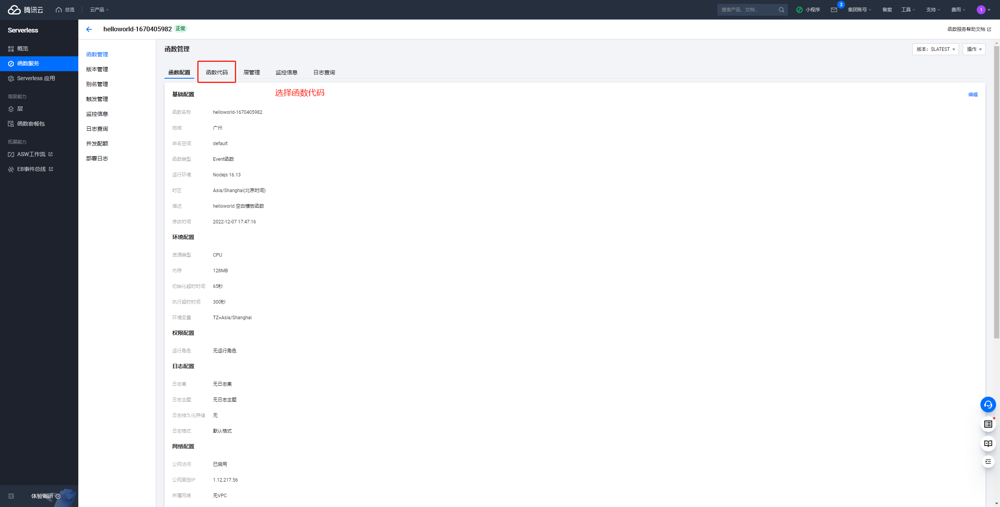 腾讯云 总览 云产品 搜索产品、文档... 小程序 3 集团账号 备案 工具 支持 费用 1
Serverless
概览
函数服务
Serverless 应用
高级能力
层
函数套餐包
拓展能力
ASW工作流
EB事件总线
体验调研
helloworld-1670405982 正常 函数服务帮助文档
函数管理
版本管理
别名管理
触发管理
监控信息
日志查询
并发配额
部署日志
函数管理 版本：$LATEST 操作
函数配置 函数代码 层管理 监控信息 日志查询
选择函数代码
基础配置 编辑
函数名称 helloworld-1670405982
地域 广州
命名空间 default
函数类型 Event函数
运行环境 Nodejs 16.13
时区 Asia/Shanghai(北京时间)
描述 helloworld 空白模板函数
修改时间 2022-12-07 17:47:16
环境配置
资源类型 CPU
内存 128MB
初始化超时时间 65秒
执行超时时间 300秒
环境变量 TZ=Asia/Shanghai
权限配置
运行角色 无运行角色
日志配置
日志集 无日志集
日志主题 无日志主题
日志持久化存储 无
日志格式 默认格式
网络配置
公网访问 已启用
公网固定IP 1.12.217.56
所属网络 无VPC